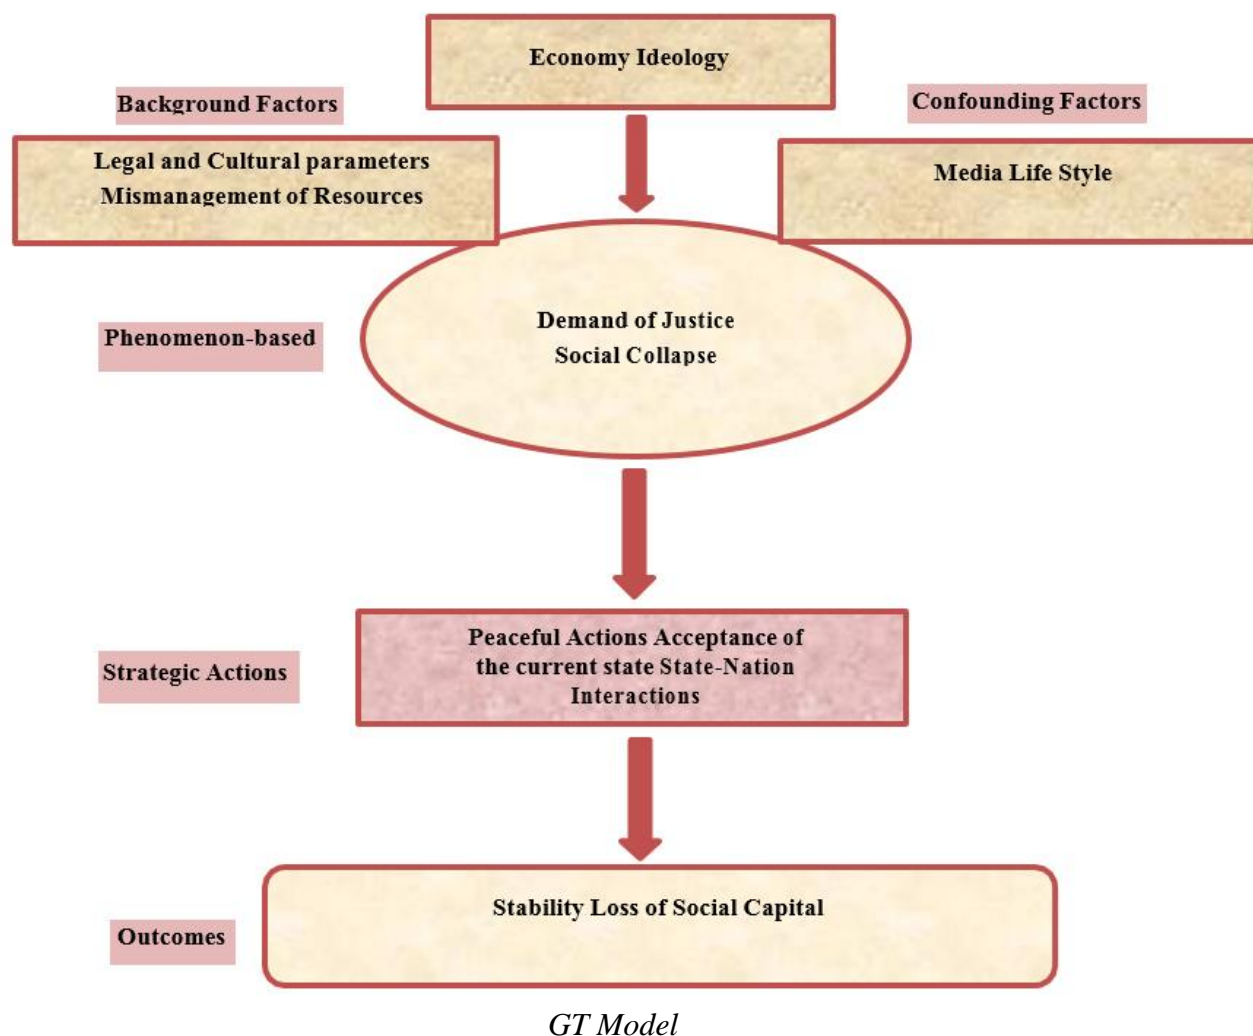 Economy Ideology
Background Factors
Confounding Factors
Legal and Cultural parameters
Mismanagement of Resources
Media Life Style
Demand of Justice
Social Collapse
Phenomenon-based
Peaceful Actions Acceptance of
the current state State-Nation
Interactions
Strategic Actions
Stability Loss of Social Capital
Outcomes
GT Model